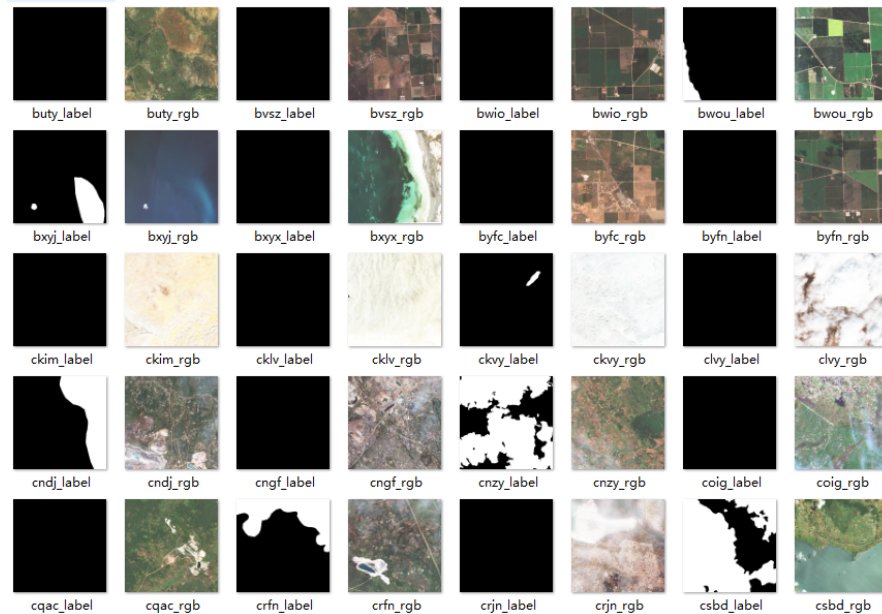 buty_label buty_rgb bvsz_label bvsz_rgb bwio_label bwio_rgb bwou_label bwou_rgb
bxyj_label bxyj_rgb bxyx_label bxyx_rgb byfc_label byfc_rgb byfn_label byfn_rgb
ckim_label ckim_rgb cklv_label cklv_rgb ckvy_label ckvy_rgb clvy_label clvy_rgb
cndj_label cndj_rgb cngf_label cngf_rgb cnzy_label cnzy_rgb coig_label coig_rgb
cqac_label cqac_rgb crfn_label crfn_rgb crjn_label crjn_rgb csbd_label csbd_rgb